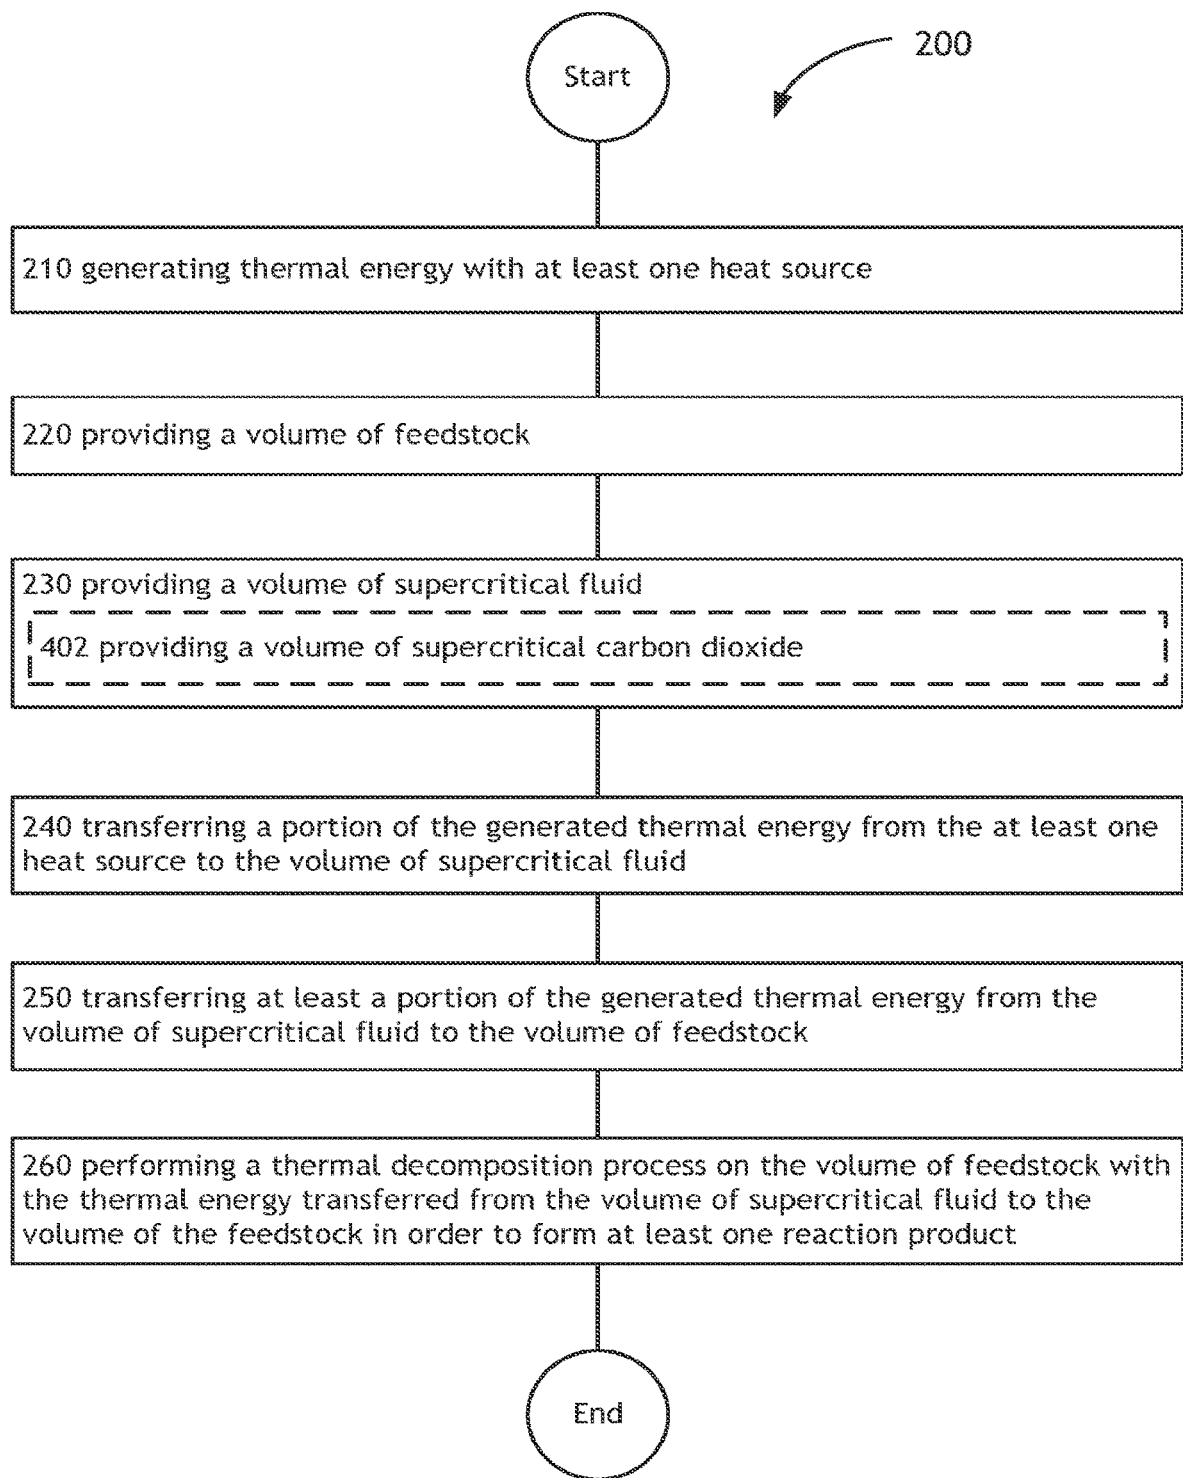 Start
200
210 generating thermal energy with at least one heat source
220 providing a volume of feedstock
230 providing a volume of supercritical fluid
402 providing a volume of supercritical carbon dioxide
240 transferring a portion of the generated thermal energy from the at least one
heat source to the volume of supercritical fluid
250 transferring at least a portion of the generated thermal energy from the
volume of supercritical fluid to the volume of feedstock
260 performing a thermal decomposition process on the volume of feedstock with
the thermal energy transferred from the volume of supercritical fluid to the
volume of the feedstock in order to form at least one reaction product
End